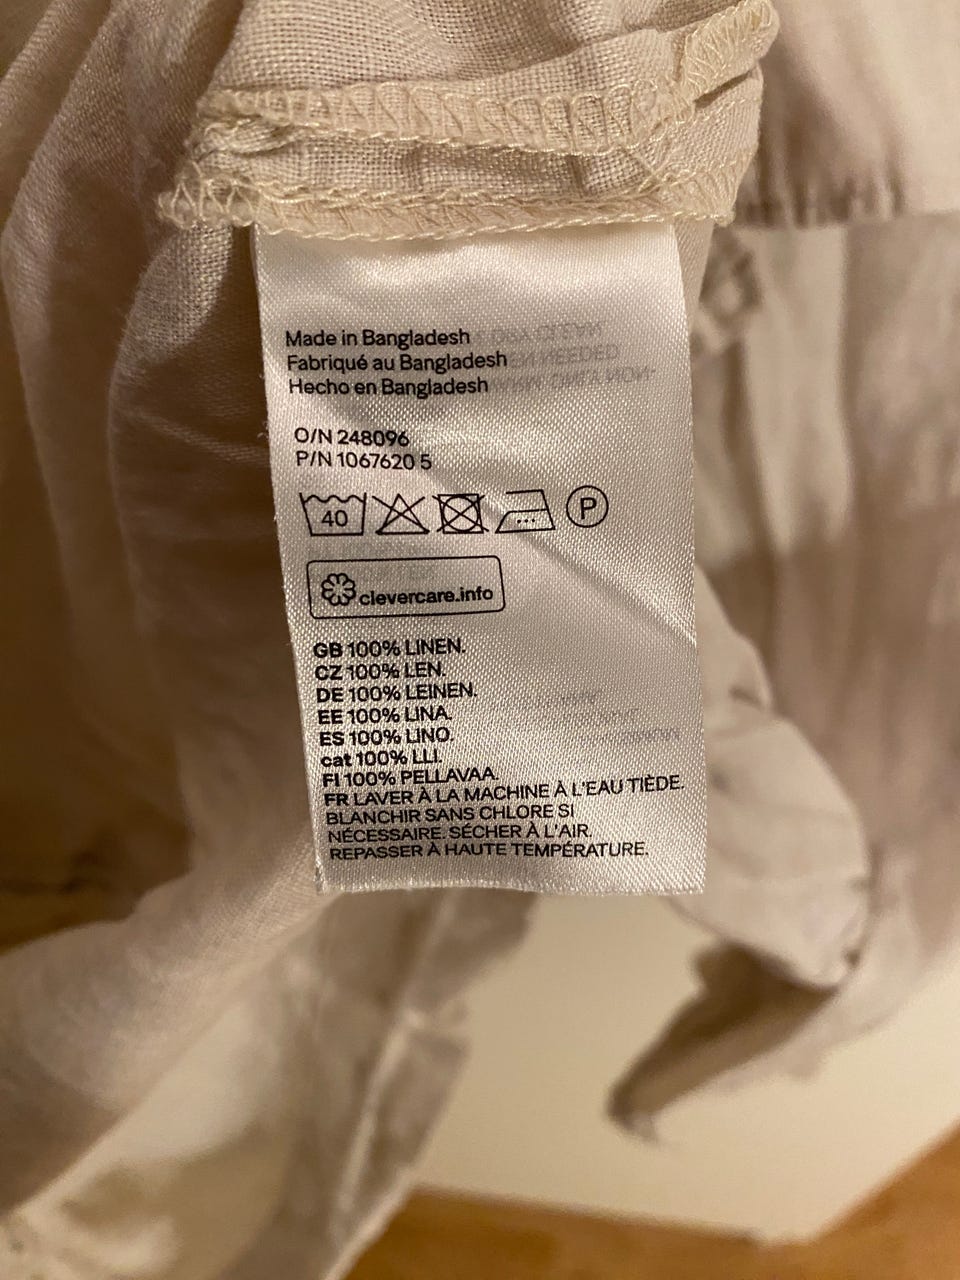 Made in Bangladesh
Fabriqué au Bangladesh
Hecho en Bangladesh
O/N 248096
P/N 1067620 5
40
P
clevercare.info
GB 100% LINEN.
CZ 100% LEN.
DE 100% LEINEN.
EE 100% LINA.
ES 100% LINO.
cat 100% LLI.
FI 100% PELLAVAA.
FR LAVER À LA MACHINE À L'EAU TIÈDE.
BLANCHIR SANS CHLORE SI
NÉCESSAIRE. SÉCHER À L'AIR.
REPASSER À HAUTE TEMPÉRATURE.